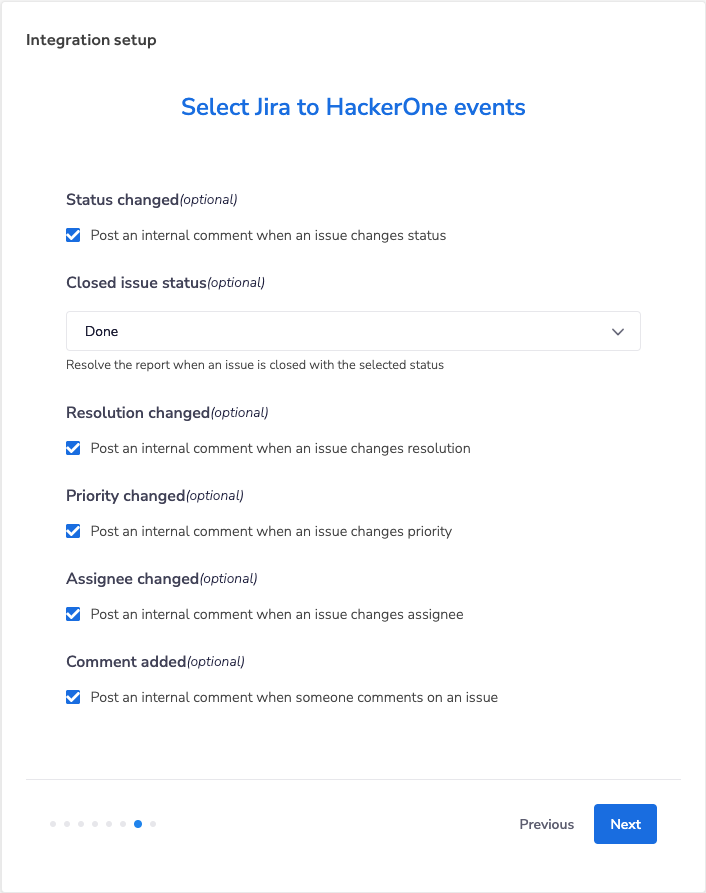 Integration setup
Select Jira to HackerOne events
Status changed(optional)
Post an internal comment when an issue changes status
Closed issue status(optional)
Done
Resolve the report when an issue is closed with the selected status
Resolution changed(optional)
Post an internal comment when an issue changes resolution
Priority changed(optional)
Post an internal comment when an issue changes priority
Assignee changed(optional)
Post an internal comment when an issue changes assignee
Comment added(optional)
Post an internal comment when someone comments on an issue
Previous Next